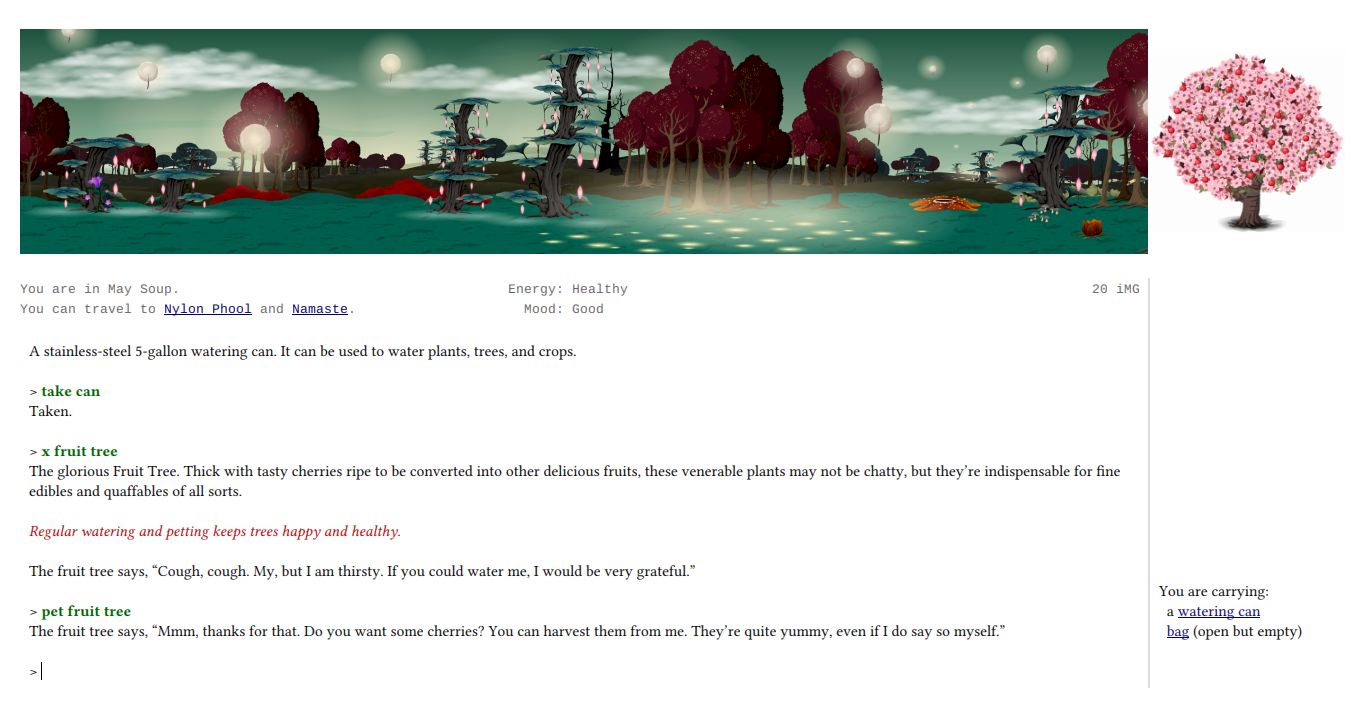 You are in May Soup.
Energy: Healthy
20 iMG
You can travel to Nylon Phool and Namaste.
Mood: Good
A stainless-steel 5-gallon watering can. It can be used to water plants, trees, and crops.
> take can
Taken.
> x fruit tree
The glorious Fruit Tree. Thick with tasty cherries ripe to be converted into other delicious fruits, these venerable plants may not be chatty, but they’re indispensable for fine
edibles and quaffables of all sorts.
Regular watering and petting keeps trees happy and healthy.
The fruit tree says, “Cough, cough. My, but I am thirsty. If you could water me, I would be very grateful.”
> pet fruit tree
The fruit tree says, “Mmm, thanks for that. Do you want some cherries? You can harvest them from me. They’re quite yummy, even if I do say so myself.”
>
You are carrying:
a watering can
bag (open but empty)